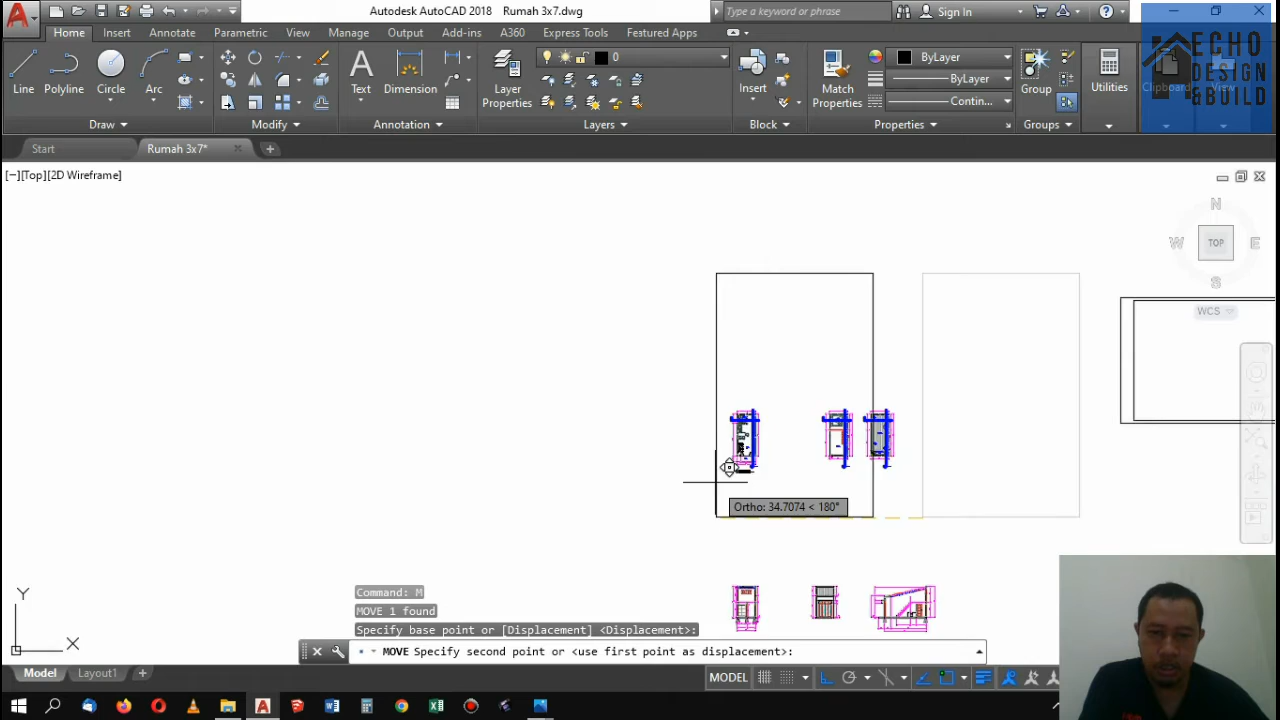 Autodesk AutoCAD 2018 Rumah 3x7.dwg
Type a keyword or phrase
Sign In
Home Insert Annotate Parametric View Manage Output Add-ins A360 Express Tools Featured Apps
ECHO
DESIGN
&BUILD
Line Polyline Circle Arc
Text Dimension
Layer
Properties
0
Insert
Match
Properties
ByLayer
ByLayer
Contin...
Group
Utilities
Clipboard
View
Draw
Modify
Annotation
Layers
Block
Properties
Groups
Start
Rumah 3x7*
[−][Top][2D Wireframe]
N
W TOP E
S
WCS
Ortho: 34.7074 < 180°
Y
X
Command: M
MOVE 1 found
Specify base point or [Displacement] <Displacement>:
MOVE Specify second point or <use first point as displacement>:
Model Layout1
MODEL